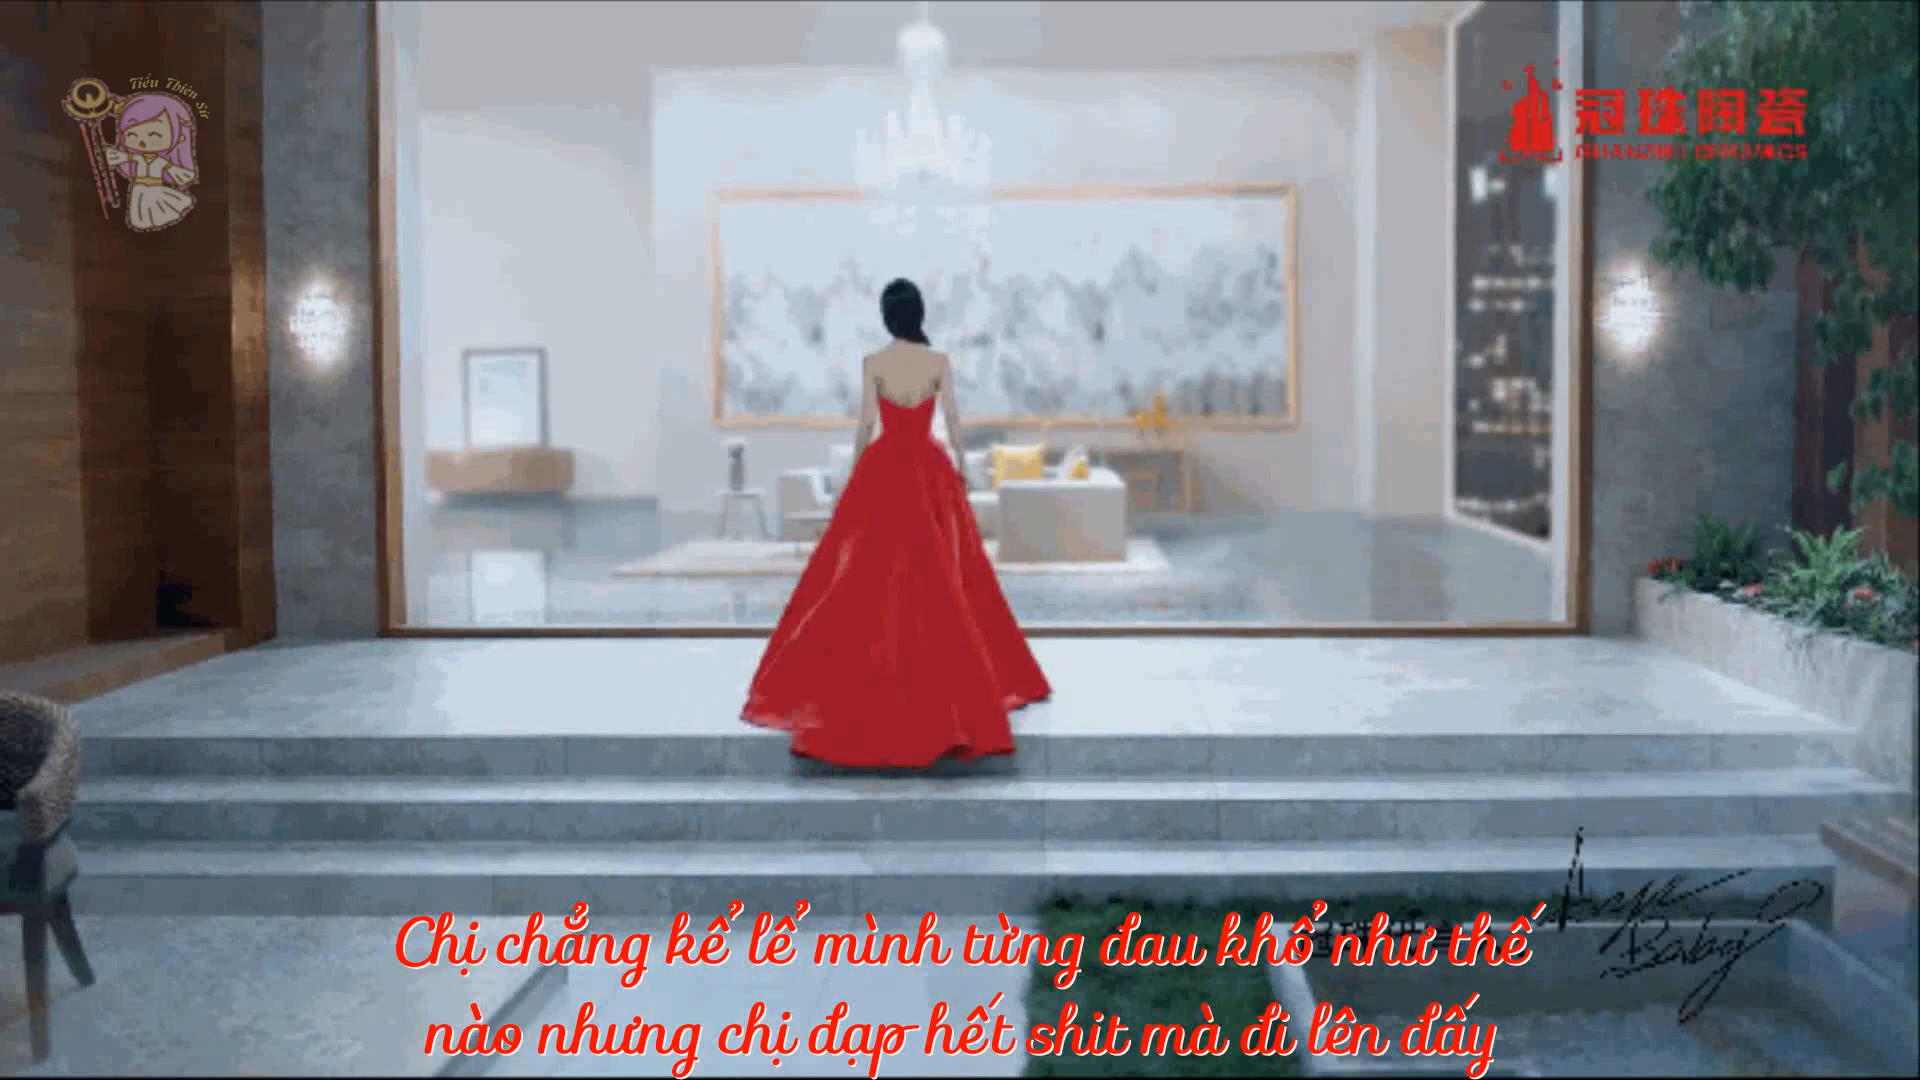 Tiểu Thiên Sứ
冠珠陶瓷
GUANZHU CERAMICS
Chị chẳng kể lể mình từng đau khổ như thế
nào nhưng chị đạp hết shit mà đi lên đấy